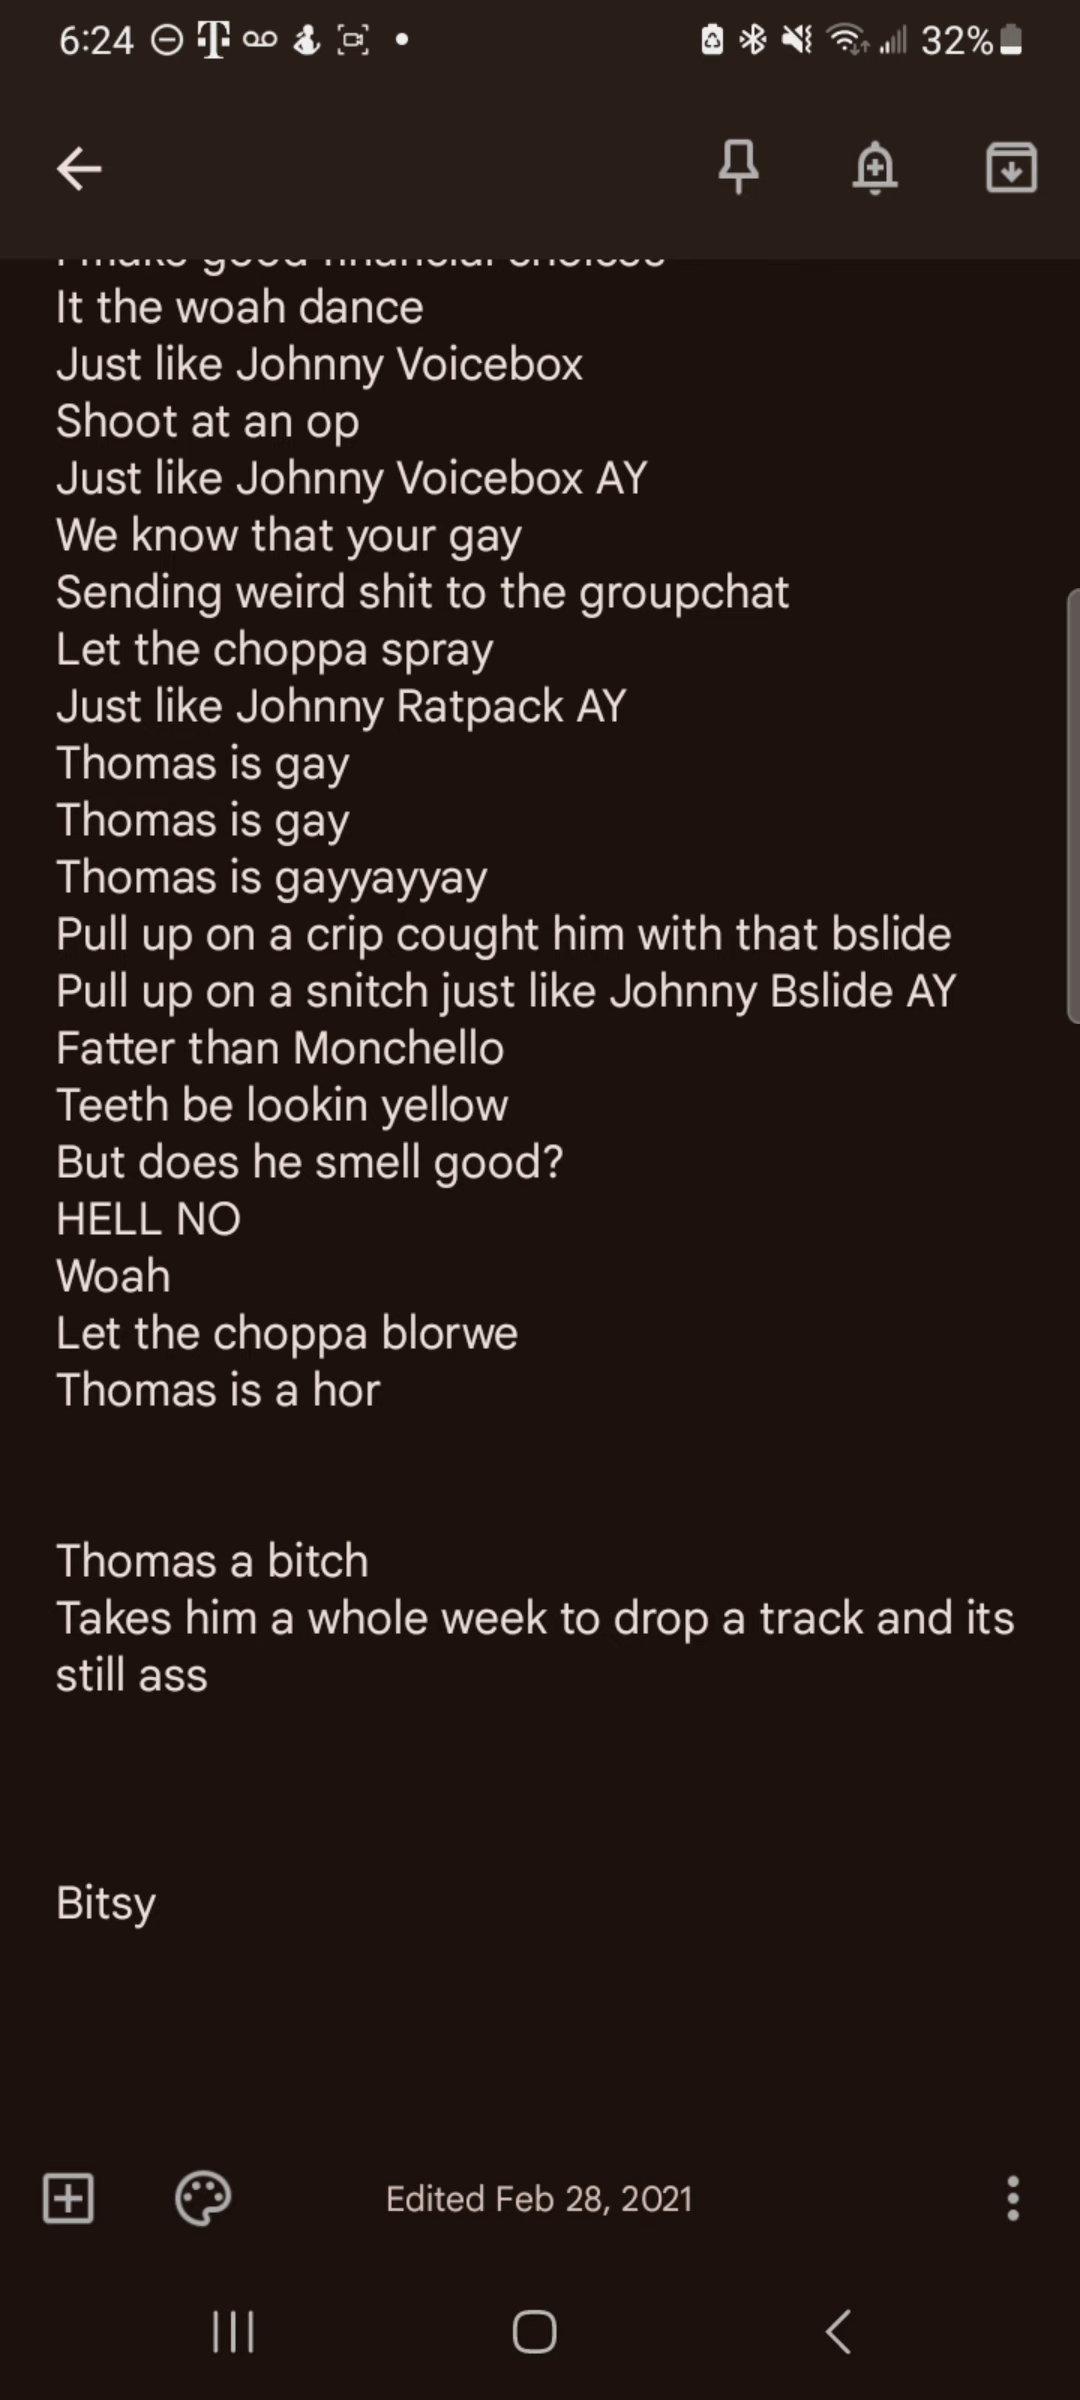 6:24 32%
I make good financial choices
It the woah dance
Just like Johnny Voicebox
Shoot at an op
Just like Johnny Voicebox AY
We know that your gay
Sending weird shit to the groupchat
Let the choppa spray
Just like Johnny Ratpack AY
Thomas is gay
Thomas is gay
Thomas is gayyayyay
Pull up on a crip cought him with that bslide
Pull up on a snitch just like Johnny Bslide AY
Fatter than Monchello
Teeth be lookin yellow
But does he smell good?
HELL NO
Woah
Let the choppa blorwe
Thomas is a hor
Thomas a bitch
Takes him a whole week to drop a track and its
still ass
Bitsy
Edited Feb 28, 2021